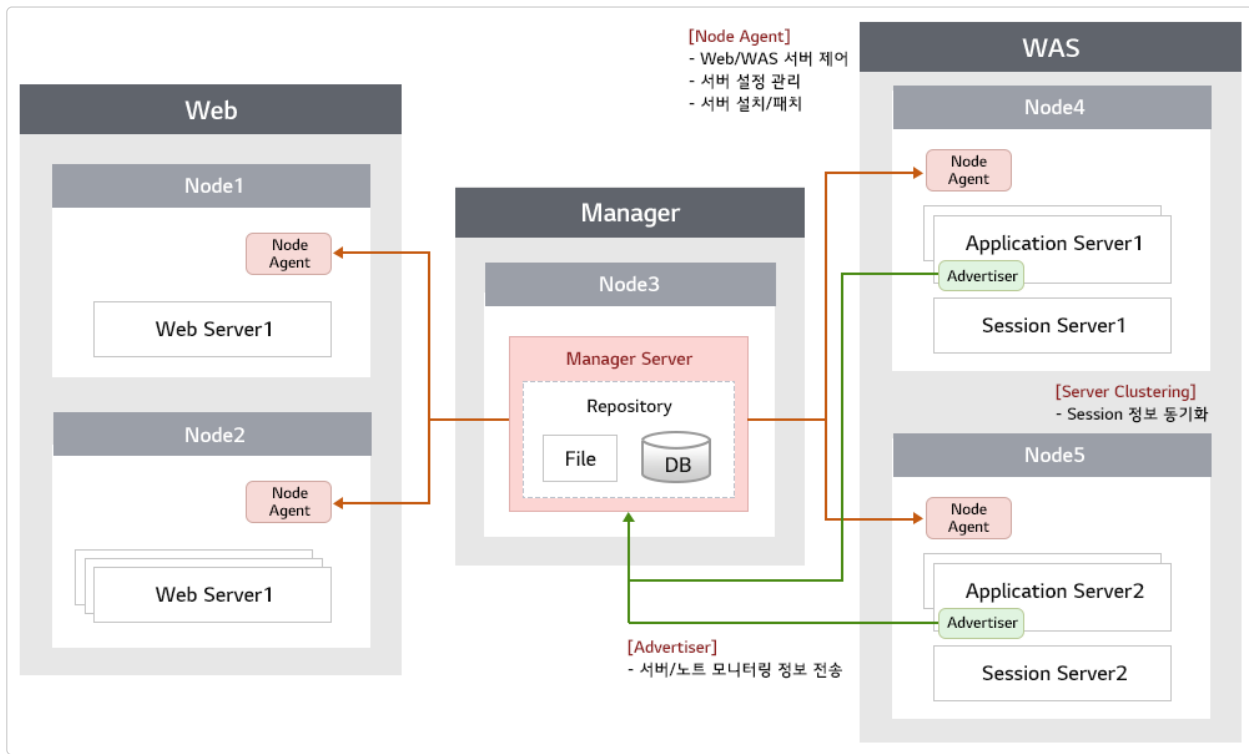 [Node Agent]
- Web/WAS 서버 제어
- 서버 설정 관리
- 서버 설치/패치
WAS
Web
Node4
Node Agent
Node1
Node
Agent
Manager
Application Server1
Advertiser
Node3
Session Server1
Web Server1
Manager Server
Repository
File
DB
[Server Clustering]
- Session 정보 동기화
Node2
Node5
Node
Agent
Node
Agent
Web Server1
Application Server2
Advertiser
[Advertiser]
- 서버/노트 모니터링 정보 전송
Session Server2